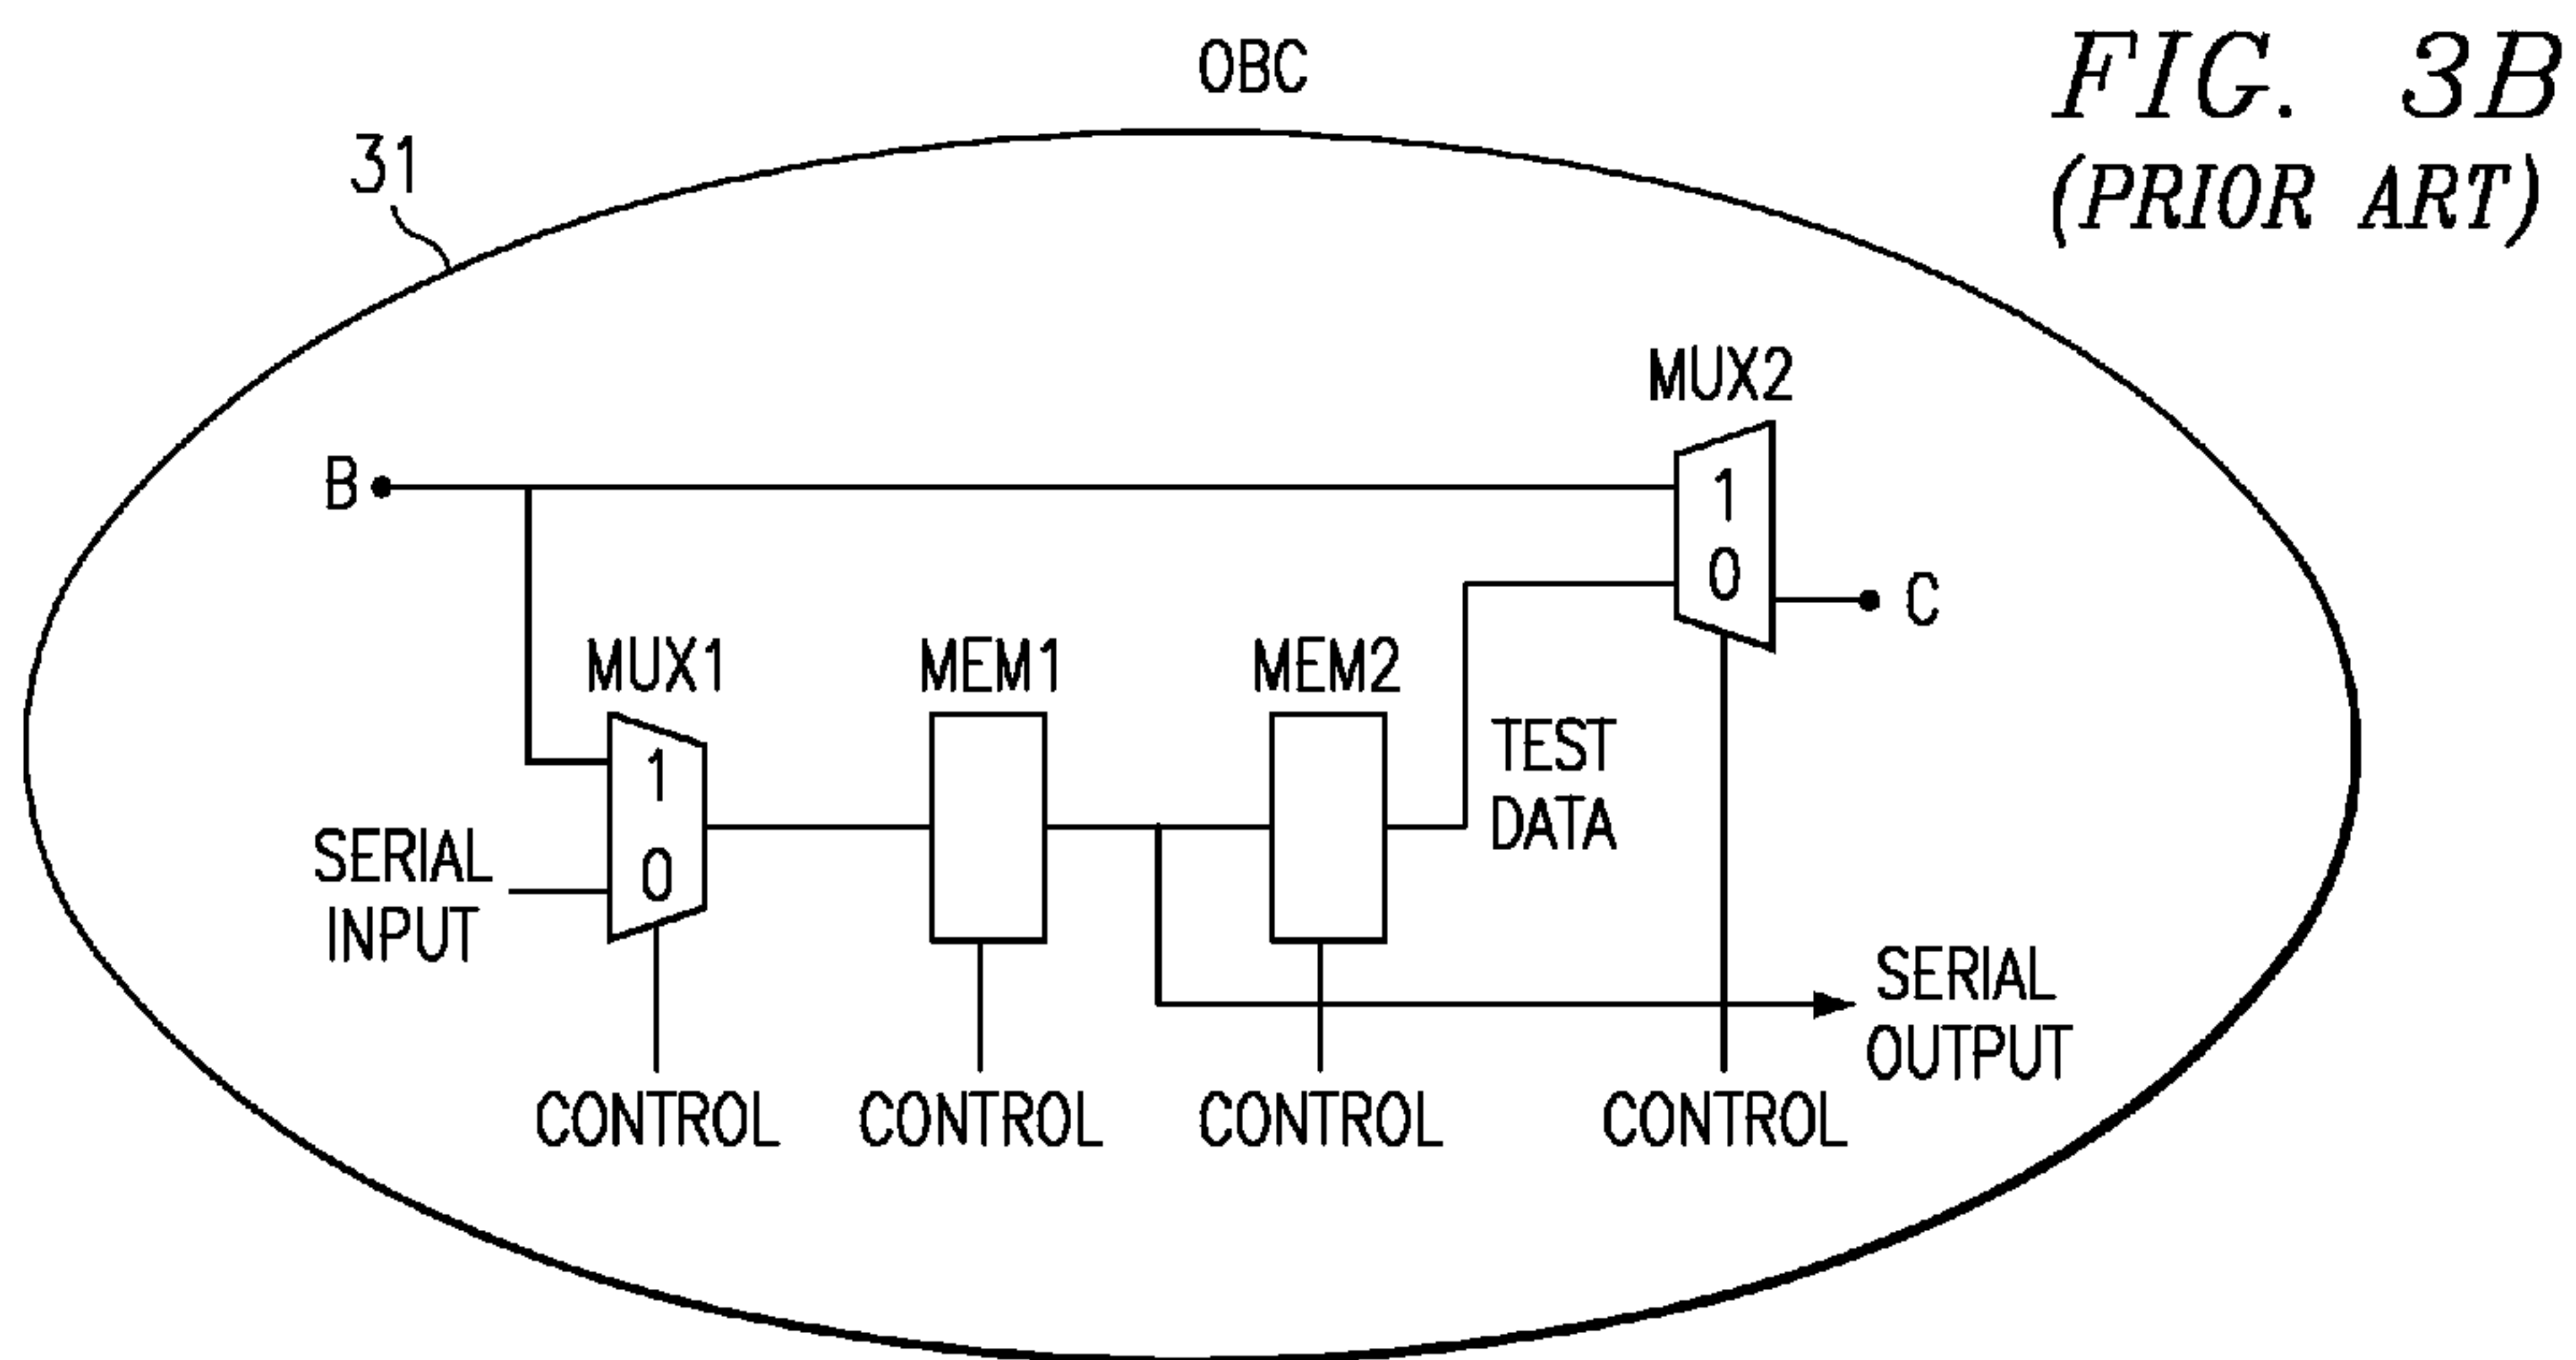 OBC
FIG. 3B
(PRIOR ART)
31
MUX2
B
1
0
C
MUX1
MEM1
MEM2
1
0
TEST
DATA
SERIAL
INPUT
SERIAL
OUTPUT
CONTROL
CONTROL
CONTROL
CONTROL